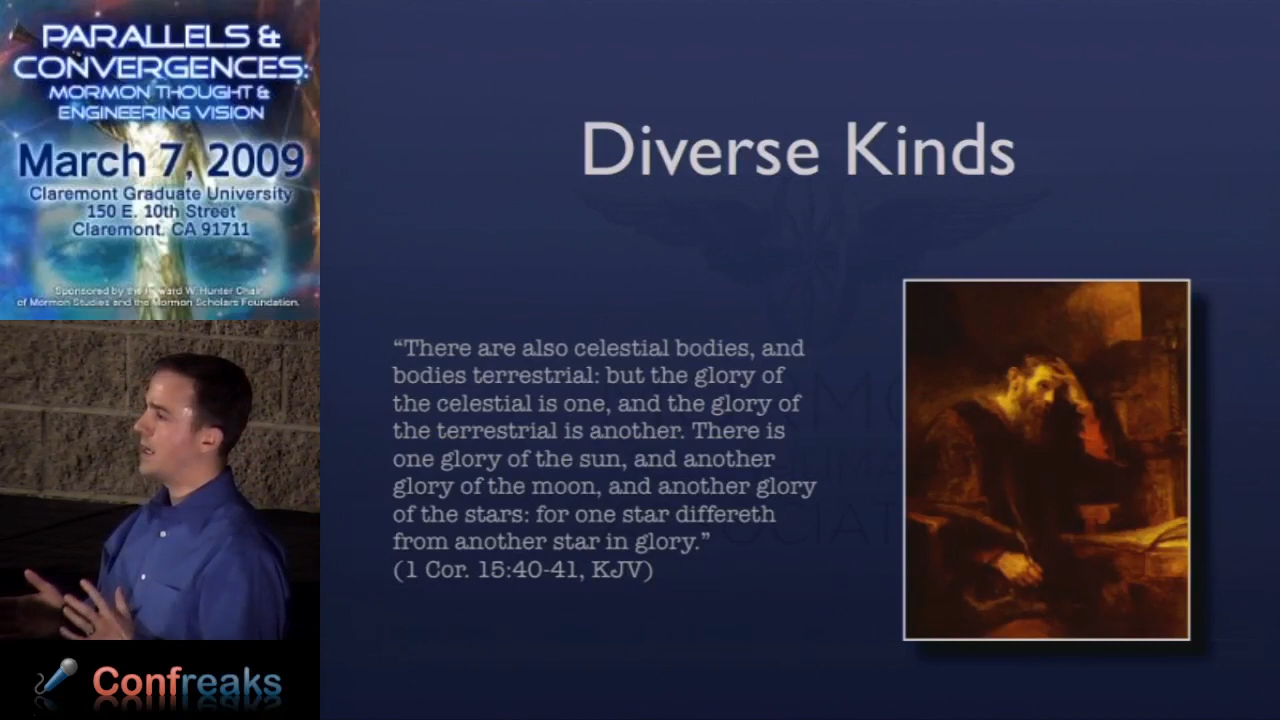 PARALLELS &
CONVERGENCES:
MORMON THOUGHT &
ENGINEERING VISION
March 7, 2009
Claremont Graduate University
150 E. 10th Street
Claremont, CA 91711
Sponsored by the Howard W. Hunter Chair
of Mormon Studies and the Mormon Scholars Foundation.
Confreaks
Diverse Kinds
“There are also celestial bodies, and
bodies terrestrial: but the glory of
the celestial is one, and the glory of
the terrestrial is another. There is
one glory of the sun, and another
glory of the moon, and another glory
of the stars: for one star differeth
from another star in glory.”
(1 Cor. 15:40-41, KJV)